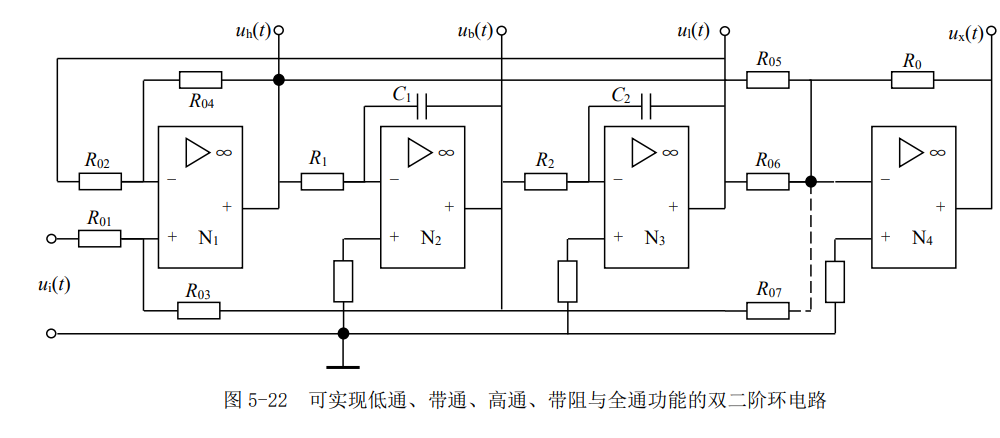 uh(t) ub(t) ul(t) ux(t)
R05 R0
R04 C1 C2
▷∞ ▷∞ ▷∞ ▷∞
R02 R1 R2 R06
− − − −
+ + + +
R01
+ N1 + N2 + N3 + N4
ui(t)
R03 R07
图 5-22 可实现低通、带通、高通、带阻与全通功能的双二阶环电路